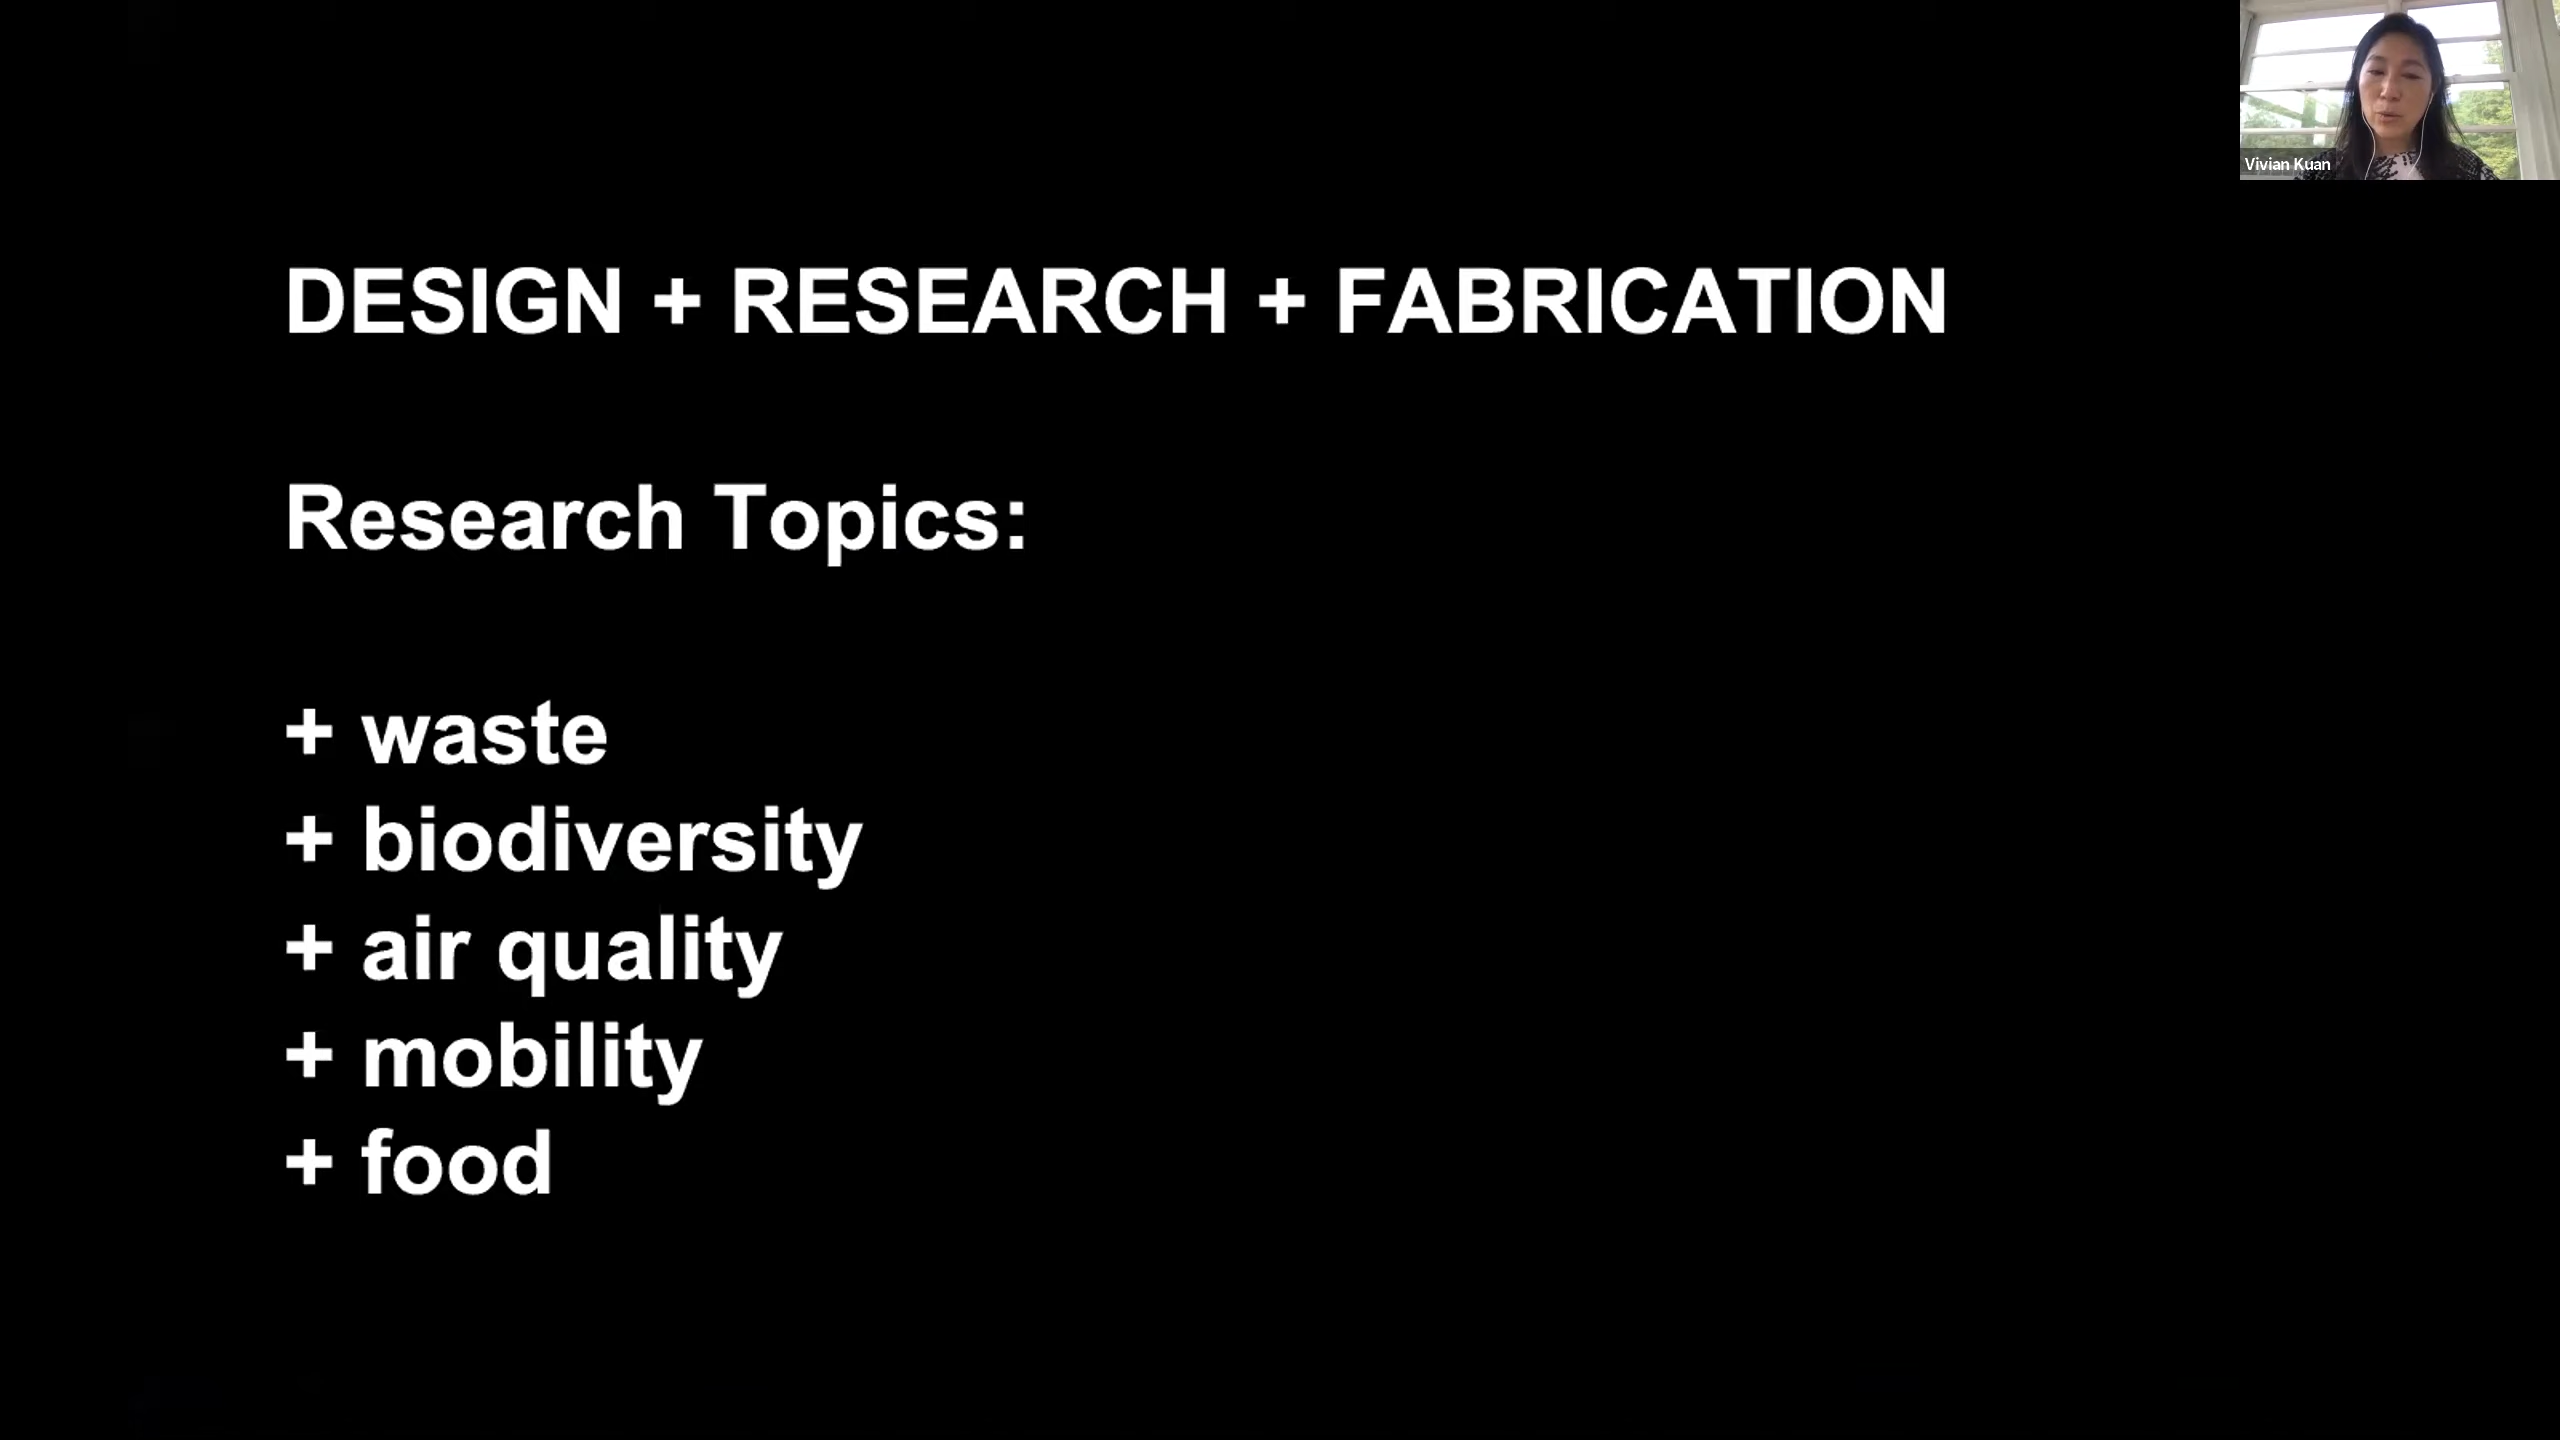 Vivian Kuan
DESIGN + RESEARCH + FABRICATION
Research Topics:
+ waste
+ biodiversity
+ air quality
+ mobility
+ food